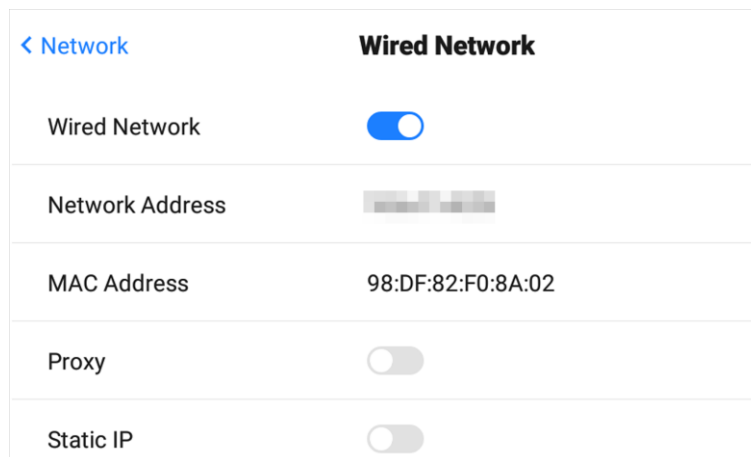 Network Wired Network
Wired Network
Network Address
MAC Address 98:DF:82:F0:8A:02
Proxy
Static IP